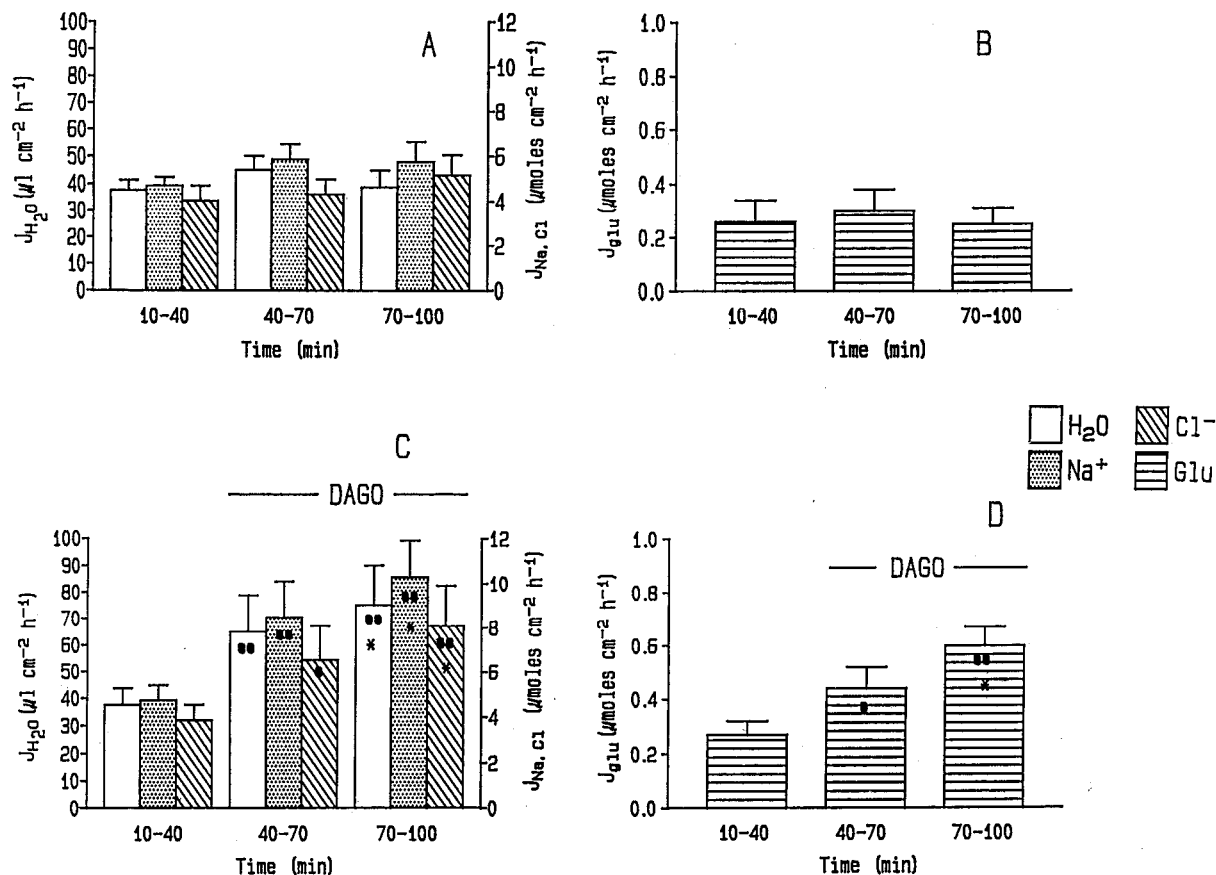 A
J_H₂O (µl cm⁻² h⁻¹)
100
90
80
70
60
50
40
30
20
10
0
12
10
8
6
4
2
0
J_Na, Cl (µmoles cm⁻² h⁻¹)
10-40 40-70 70-100
Time (min)
B
J_glu (µmoles cm⁻² h⁻¹)
1.0
0.8
0.6
0.4
0.2
0.0
10-40 40-70 70-100
Time (min)
H₂O Cl⁻
Na⁺ Glu
C
DAGO
J_H₂O (µl cm⁻² h⁻¹)
100
90
80
70
60
50
40
30
20
10
0
12
10
8
6
4
2
0
J_Na, Cl (µmoles cm⁻² h⁻¹)
*
*
*
10-40 40-70 70-100
Time (min)
D
DAGO
J_glu (µmoles cm⁻² h⁻¹)
1.0
0.8
0.6
0.4
0.2
0.0
*
10-40 40-70 70-100
Time (min)